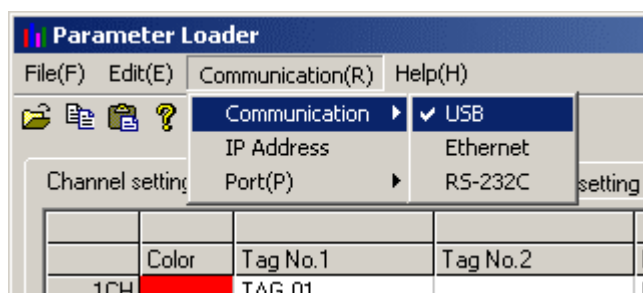 Parameter Loader
File(F) Edit(E) Communication(R) Help(H)
Communication
USB
IP Address
Ethernet
Port(P)
RS-232C
Channel setting
setting
Color Tag No.1 Tag No.2
1CH TAG 01